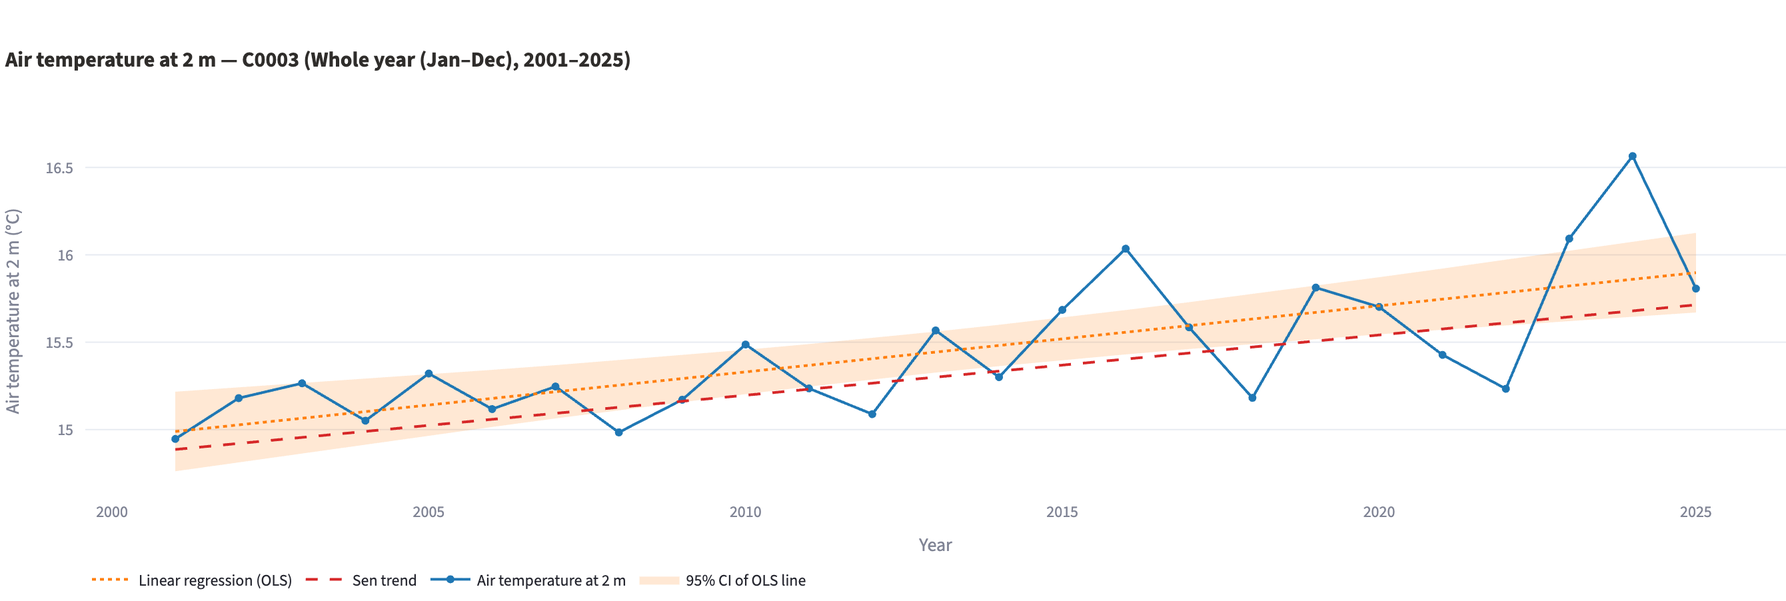 Air temperature at 2 m — C0003 (Whole year (Jan–Dec), 2001–2025)
Air temperature at 2 m (°C)
16.5
16
15.5
15
2000 2005 2010 2015 2020 2025
Year
Linear regression (OLS) Sen trend Air temperature at 2 m 95% CI of OLS line